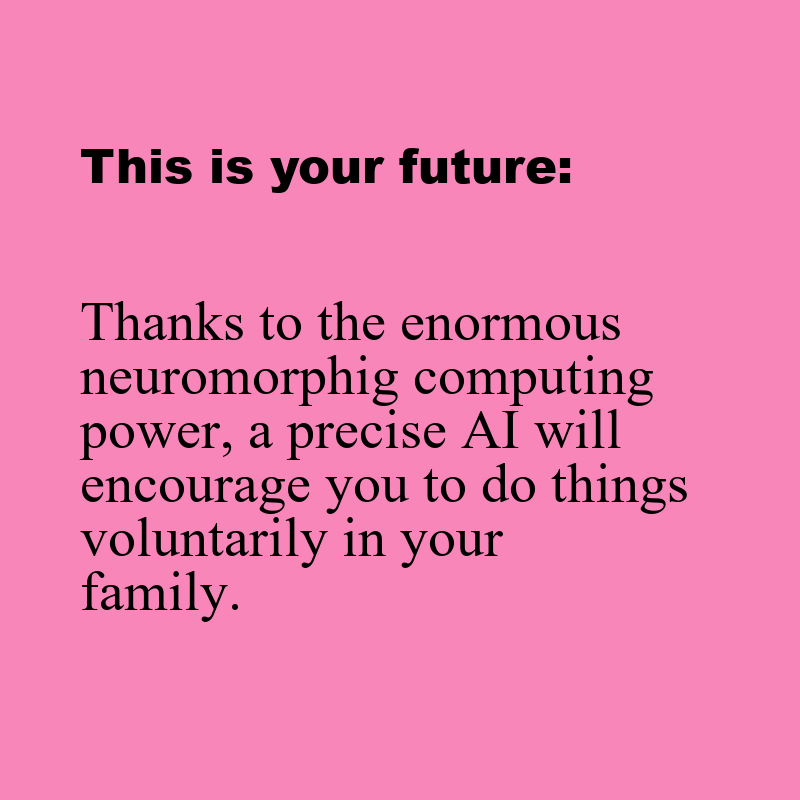 This is your future:
Thanks to the enormous
neuromorphig computing
power, a precise AI will
encourage you to do things
voluntarily in your
family.